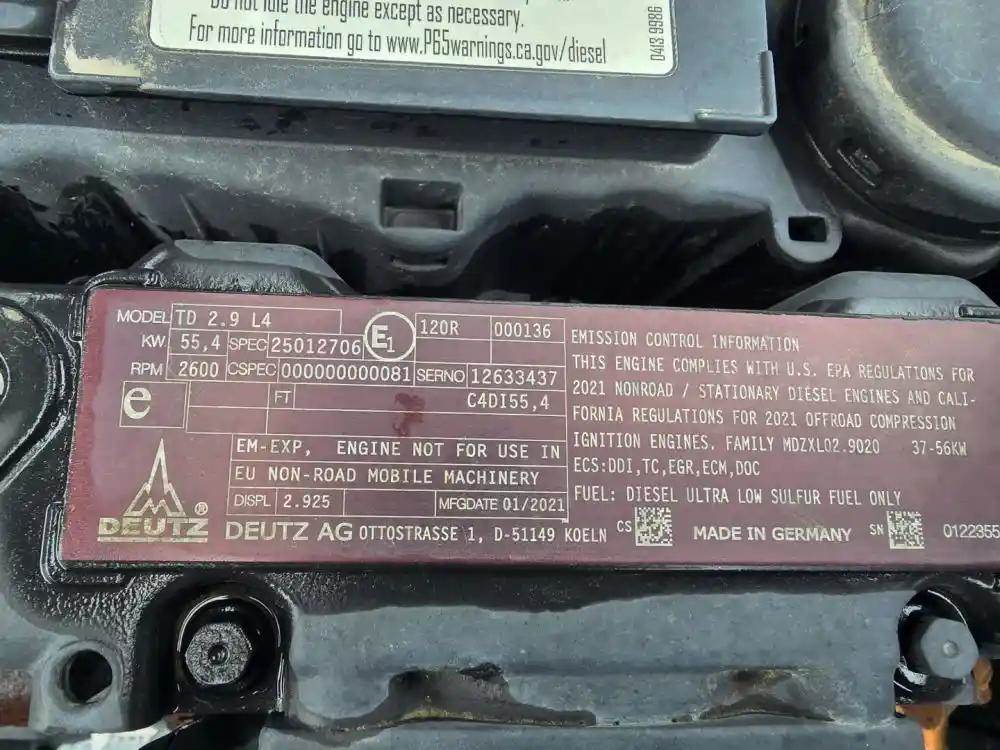 Do not idle the engine except as necessary.
For more information go to www.P65warnings.ca.gov/diesel
0413 9986
MODEL TD 2.9 L4
KW 55,4 SPEC 25012706 E1 120R 000136
RPM 2600 CSPEC 000000000081 SERNO 12633437
e FT C4DI55,4
EM-EXP, ENGINE NOT FOR USE IN
EU NON-ROAD MOBILE MACHINERY
DISPL 2.925 MFGDATE 01/2021
DEUTZ® DEUTZ AG OTTOSTRASSE 1, D-51149 KOELN
EMISSION CONTROL INFORMATION
THIS ENGINE COMPLIES WITH U.S. EPA REGULATIONS FOR
2021 NONROAD / STATIONARY DIESEL ENGINES AND CALI-
FORNIA REGULATIONS FOR 2021 OFFROAD COMPRESSION
IGNITION ENGINES. FAMILY MDZXL02.9020 37-56KW
ECS:DDI,TC,EGR,ECM,DOC
FUEL: DIESEL ULTRA LOW SULFUR FUEL ONLY
CS MADE IN GERMANY SN 0122355